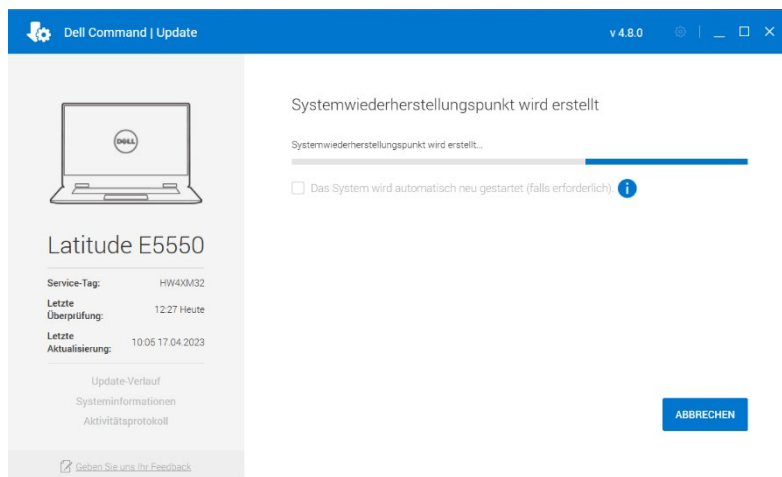 Dell Command | Update
v 4.8.0
DELL
Latitude E5550
Service-Tag: HW4XM32
Letzte Überprüfung: 12:27 Heute
Letzte Aktualisierung: 10:05 17.04.2023
Update-Verlauf
Systeminformationen
Aktivitätsprotokoll
Geben Sie uns Ihr Feedback
Systemwiederherstellungspunkt wird erstellt
Systemwiederherstellungspunkt wird erstellt...
Das System wird automatisch neu gestartet (falls erforderlich). i
ABBRECHEN